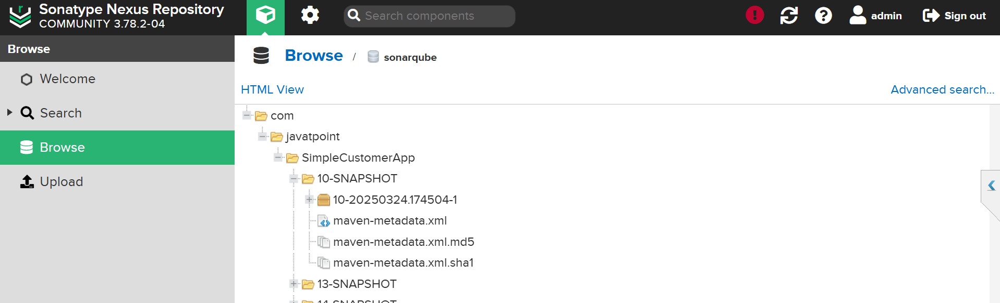 Sonatype Nexus Repository
COMMUNITY 3.78.2-04
Search components
admin
Sign out
Browse
Welcome
Search
Browse
Upload
Browse / sonarqube
HTML View
Advanced search...
com
javatpoint
SimpleCustomerApp
10-SNAPSHOT
10-20250324.174504-1
maven-metadata.xml
maven-metadata.xml.md5
maven-metadata.xml.sha1
13-SNAPSHOT
14-SNAPSHOT